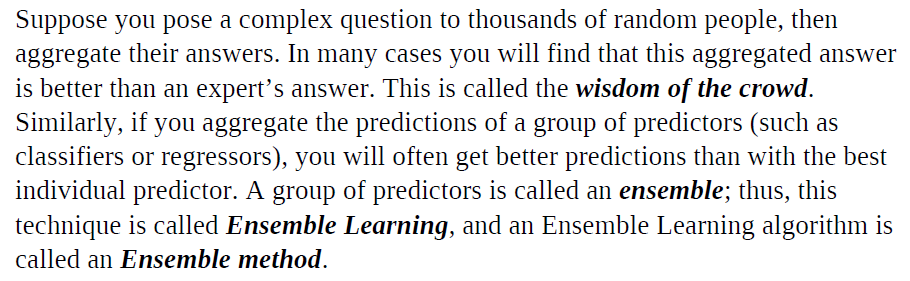 Suppose you pose a complex question to thousands of random people, then
aggregate their answers. In many cases you will find that this aggregated answer
is better than an expert’s answer. This is called the wisdom of the crowd.
Similarly, if you aggregate the predictions of a group of predictors (such as
classifiers or regressors), you will often get better predictions than with the best
individual predictor. A group of predictors is called an ensemble; thus, this
technique is called Ensemble Learning, and an Ensemble Learning algorithm is
called an Ensemble method.